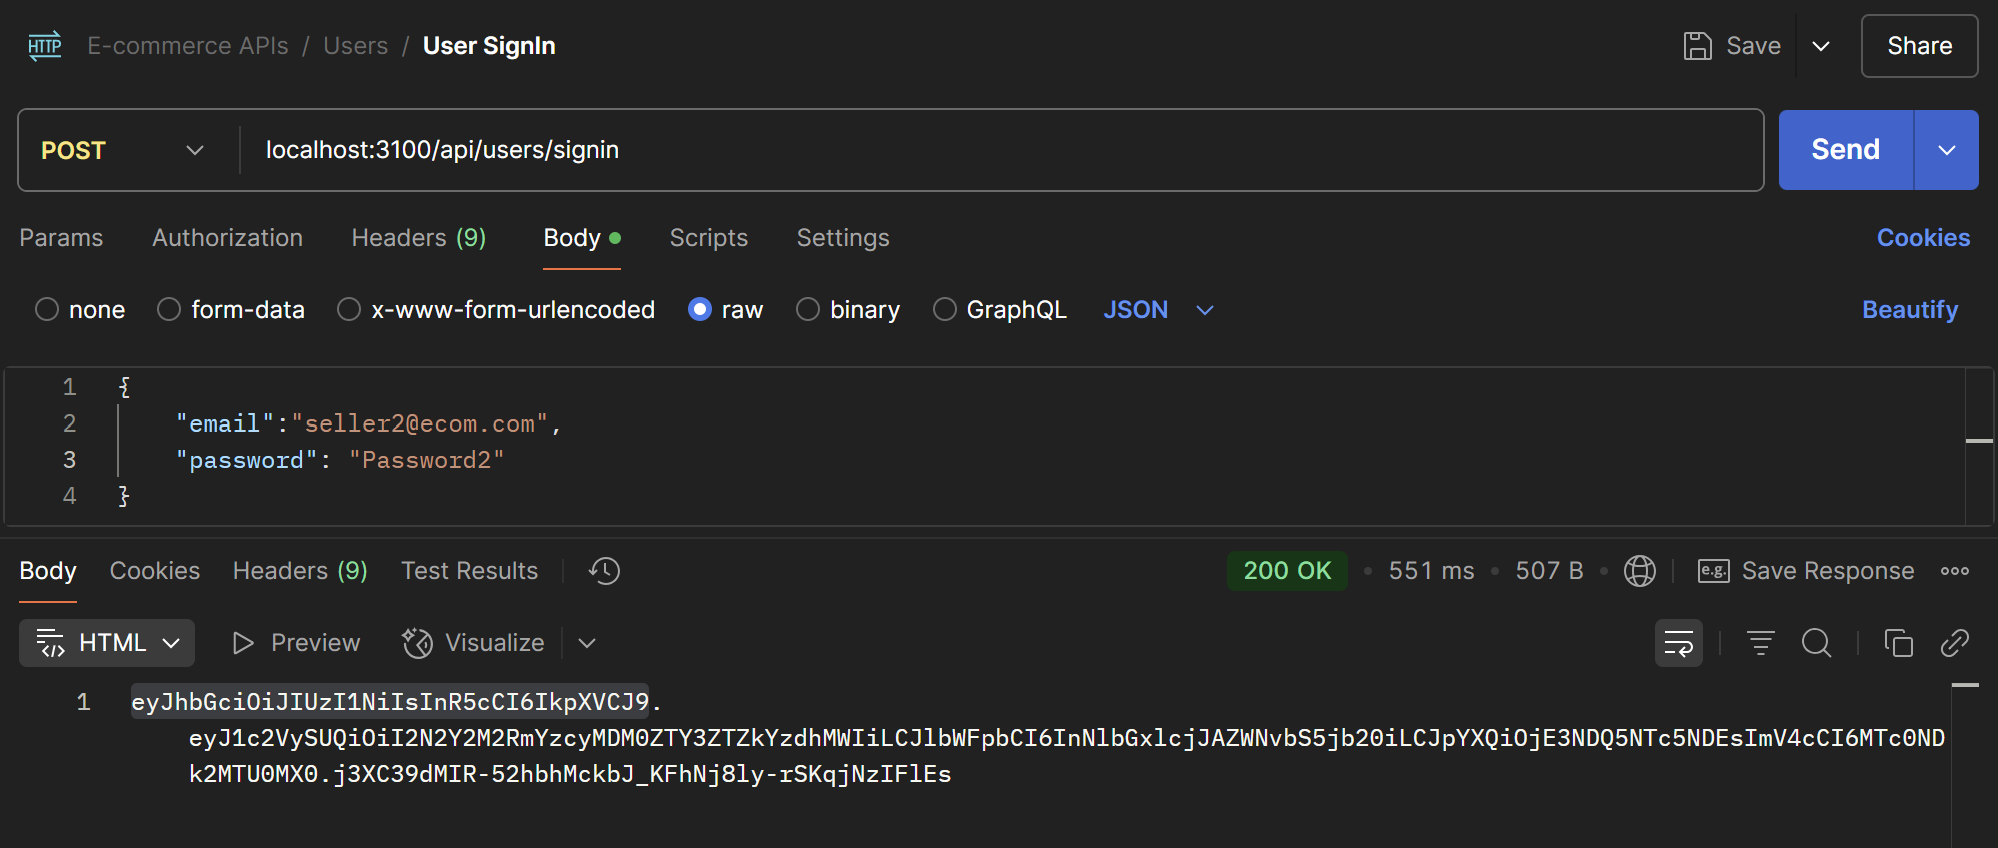 HTTP E-commerce APIs / Users / User SignIn Save Share
POST localhost:3100/api/users/signin Send
Params Authorization Headers (9) Body Scripts Settings Cookies
none form-data x-www-form-urlencoded raw binary GraphQL JSON Beautify
1 {
2 "email":"seller2@ecom.com",
3 "password": "Password2"
4 }
Body Cookies Headers (9) Test Results 200 OK • 551 ms • 507 B • e.g. Save Response
HTML Preview Visualize
1 eyJhbGciOiJIUzI1NiIsInR5cCI6IkpXVCJ9.
eyJ1c2VySUQiOiI2N2Y2M2RmYzcyMDM0ZTY3ZTZkYzdhMWIiLCJlbWFpbCI6InNlbGxlcjJAZWNvbS5jb20iLCJpYXQiOjE3NDQ5NTc5NDEsImV4cCI6MTc0ND
k2MTU0MX0.j3XC39dMIR-52hbhMckbJ_KFhNj8ly-rSKqjNzIFlEs